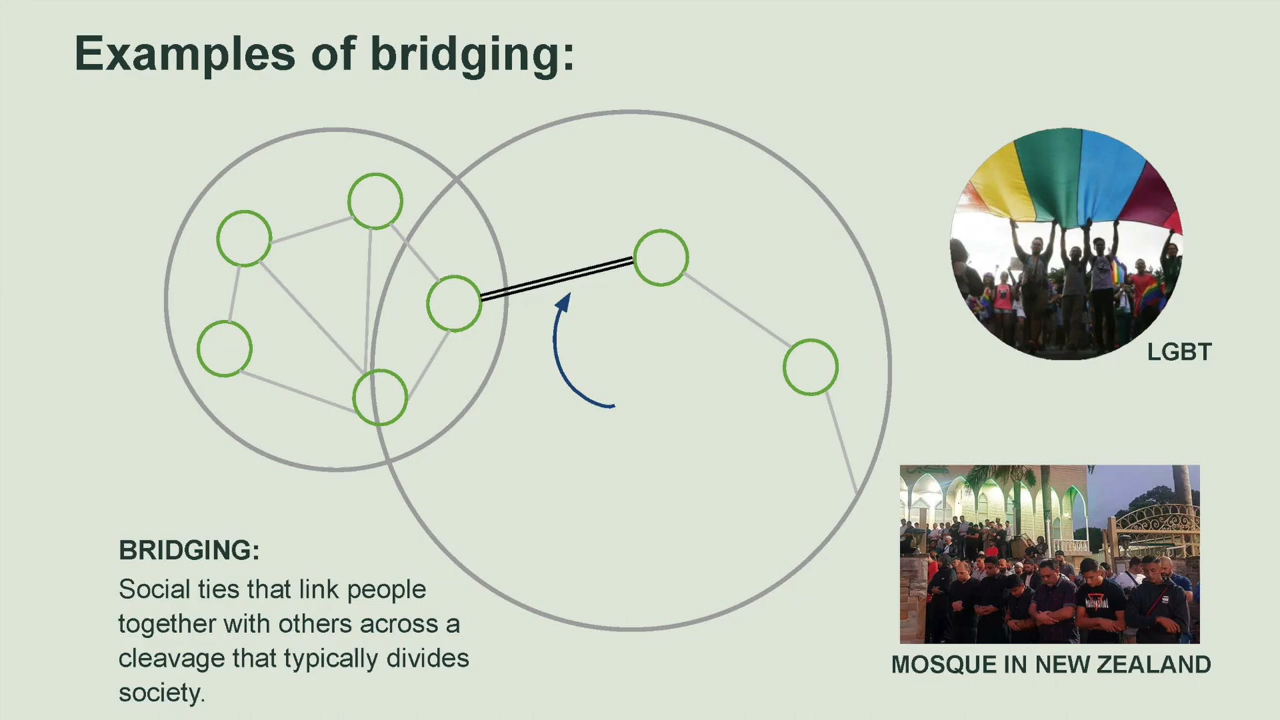 Examples of bridging:
LGBT
BRIDGING:
Social ties that link people
together with others across a
cleavage that typically divides
society.
MOSQUE IN NEW ZEALAND